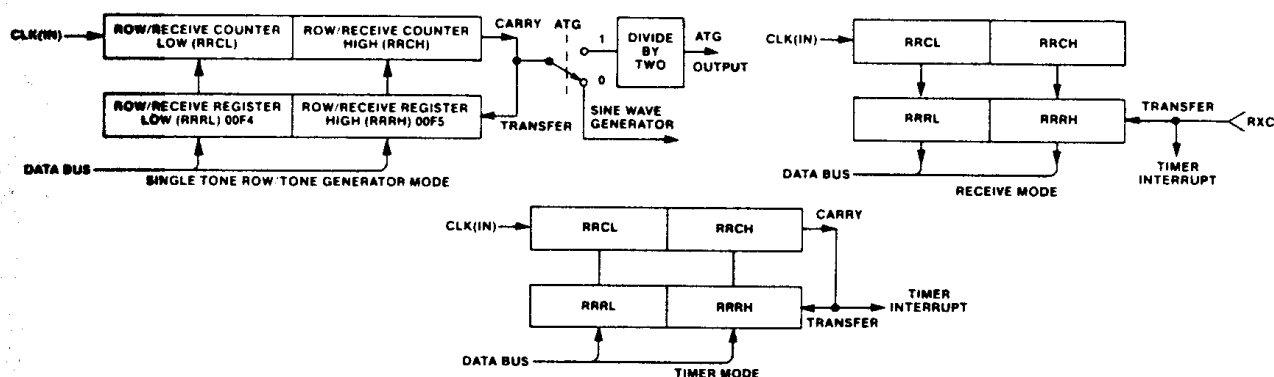 CLK(IN)
ROW/RECEIVE COUNTER
LOW (RRCL)
ROW/RECEIVE COUNTER
HIGH (RRCH)
CARRY
ATG
1
0
DIVIDE
BY
TWO
ATG
OUTPUT
ROW/RECEIVE REGISTER
LOW (RRRL) 00F4
ROW/RECEIVE REGISTER
HIGH (RRRH) 00F5
TRANSFER
SINE WAVE
GENERATOR
DATA BUS
SINGLE TONE ROW/TONE GENERATOR MODE
CLK(IN)
RRCL
RRCH
RRRL
RRRH
TRANSFER
RXC
TIMER
INTERRUPT
DATA BUS
RECEIVE MODE
CLK(IN)
RRCL
RRCH
CARRY
RRRL
RRRH
TIMER
INTERRUPT
TRANSFER
DATA BUS
TIMER MODE